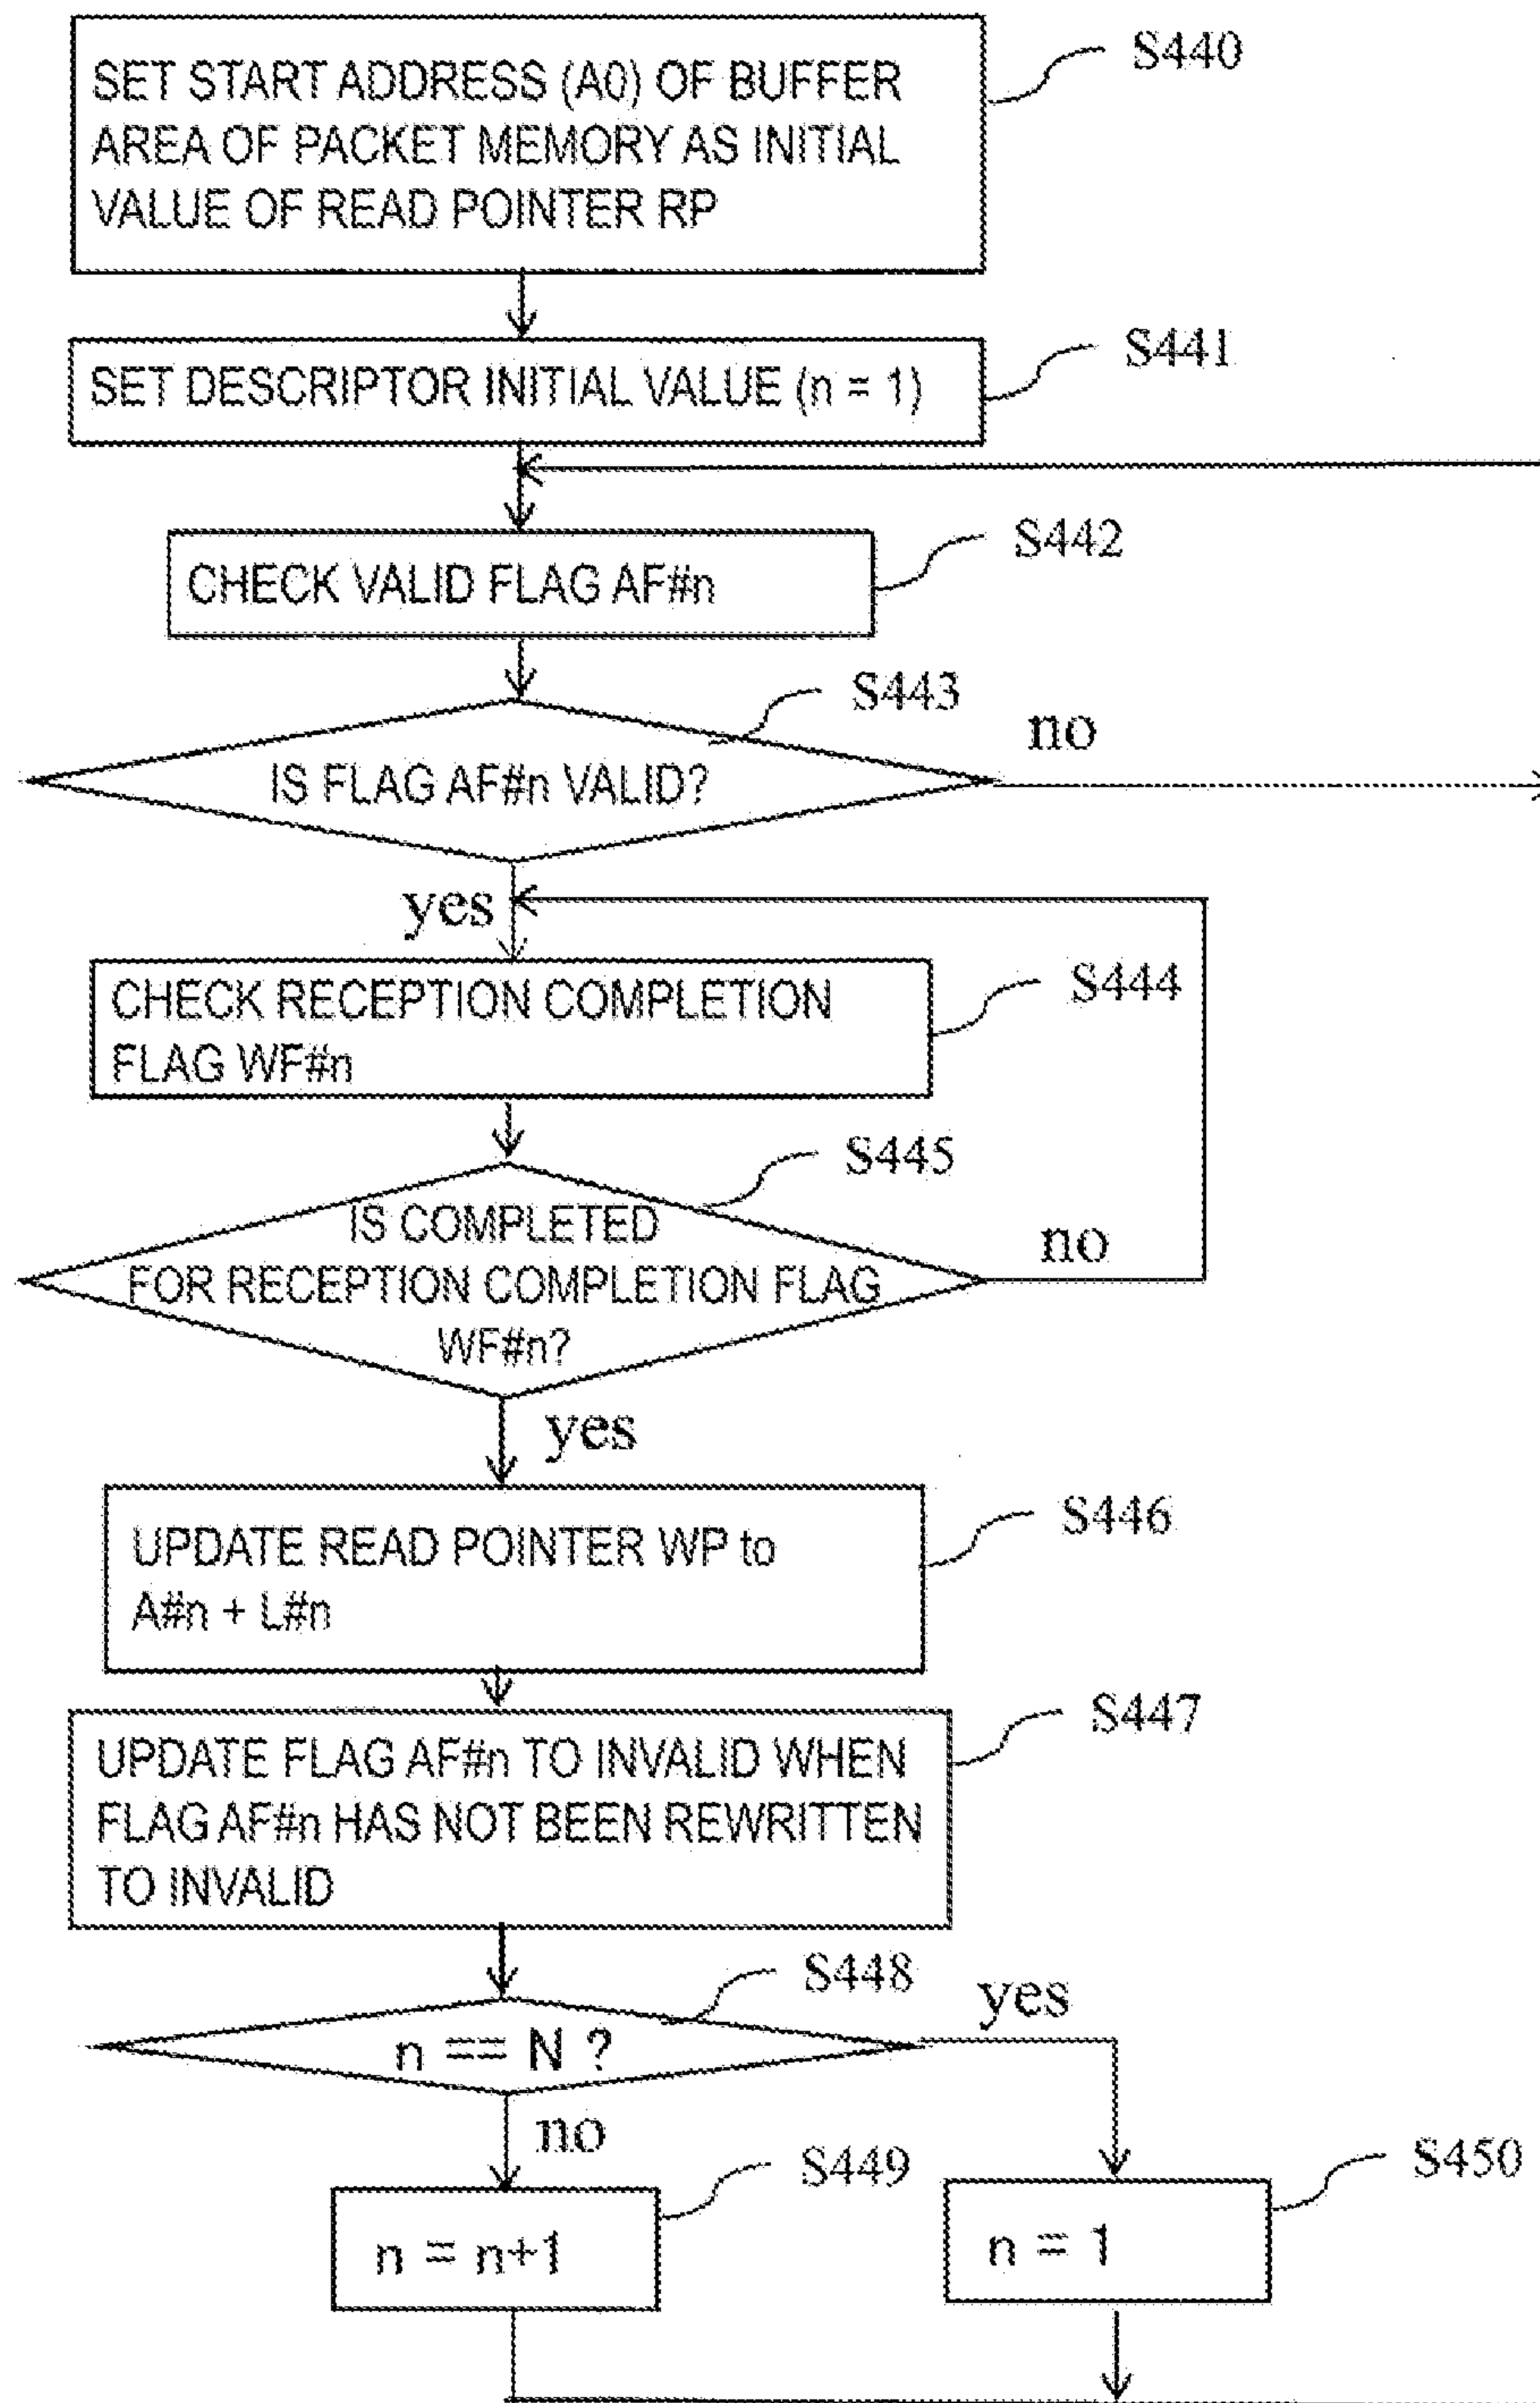 SET START ADDRESS (A0) OF BUFFER
AREA OF PACKET MEMORY AS INITIAL
VALUE OF READ POINTER RP
S440
SET DESCRIPTOR INITIAL VALUE (n = 1)
S441
CHECK VALID FLAG AF#n
S442
S443
IS FLAG AF#n VALID?
no
yes
CHECK RECEPTION COMPLETION
FLAG WF#n
S444
S445
IS COMPLETED
FOR RECEPTION COMPLETION FLAG
WF#n?
no
yes
UPDATE READ POINTER WP to
A#n + L#n
S446
UPDATE FLAG AF#n TO INVALID WHEN
FLAG AF#n HAS NOT BEEN REWRITTEN
TO INVALID
S447
S448
n == N ?
yes
no
n = n+1
S449
n = 1
S450